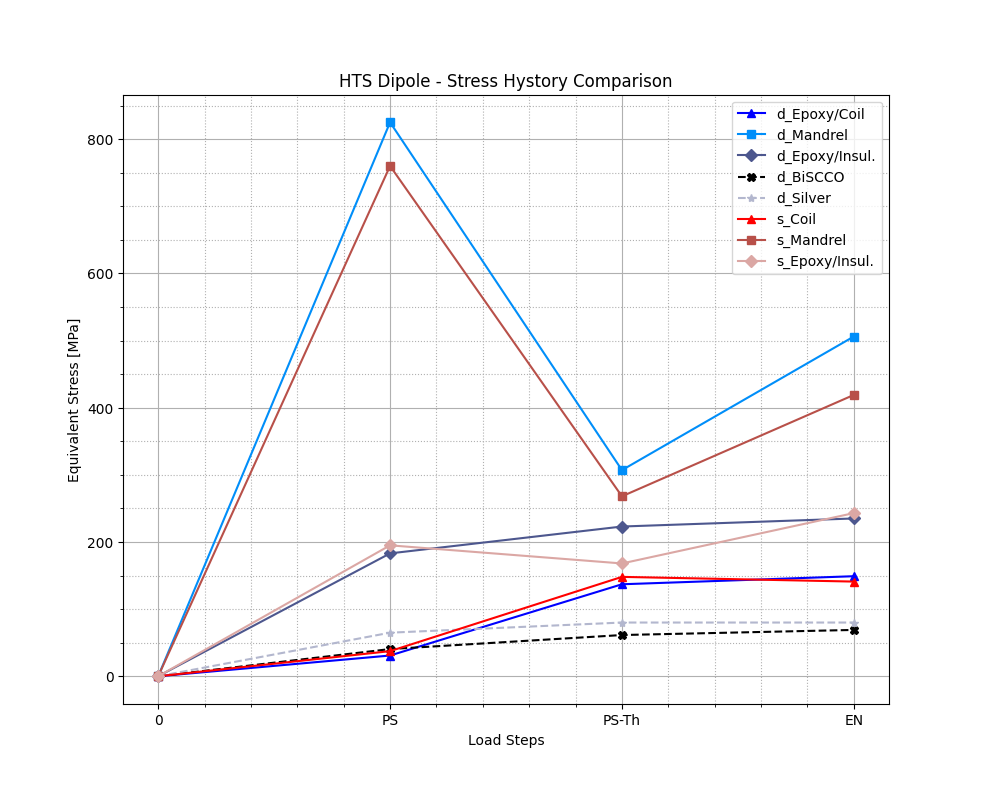 HTS Dipole - Stress Hystory Comparison
d_Epoxy/Coil
d_Mandrel
d_Epoxy/Insul.
d_BiSCCO
d_Silver
s_Coil
s_Mandrel
s_Epoxy/Insul.
Equivalent Stress [MPa]
800
600
400
200
0
0 PS PS-Th EN
Load Steps